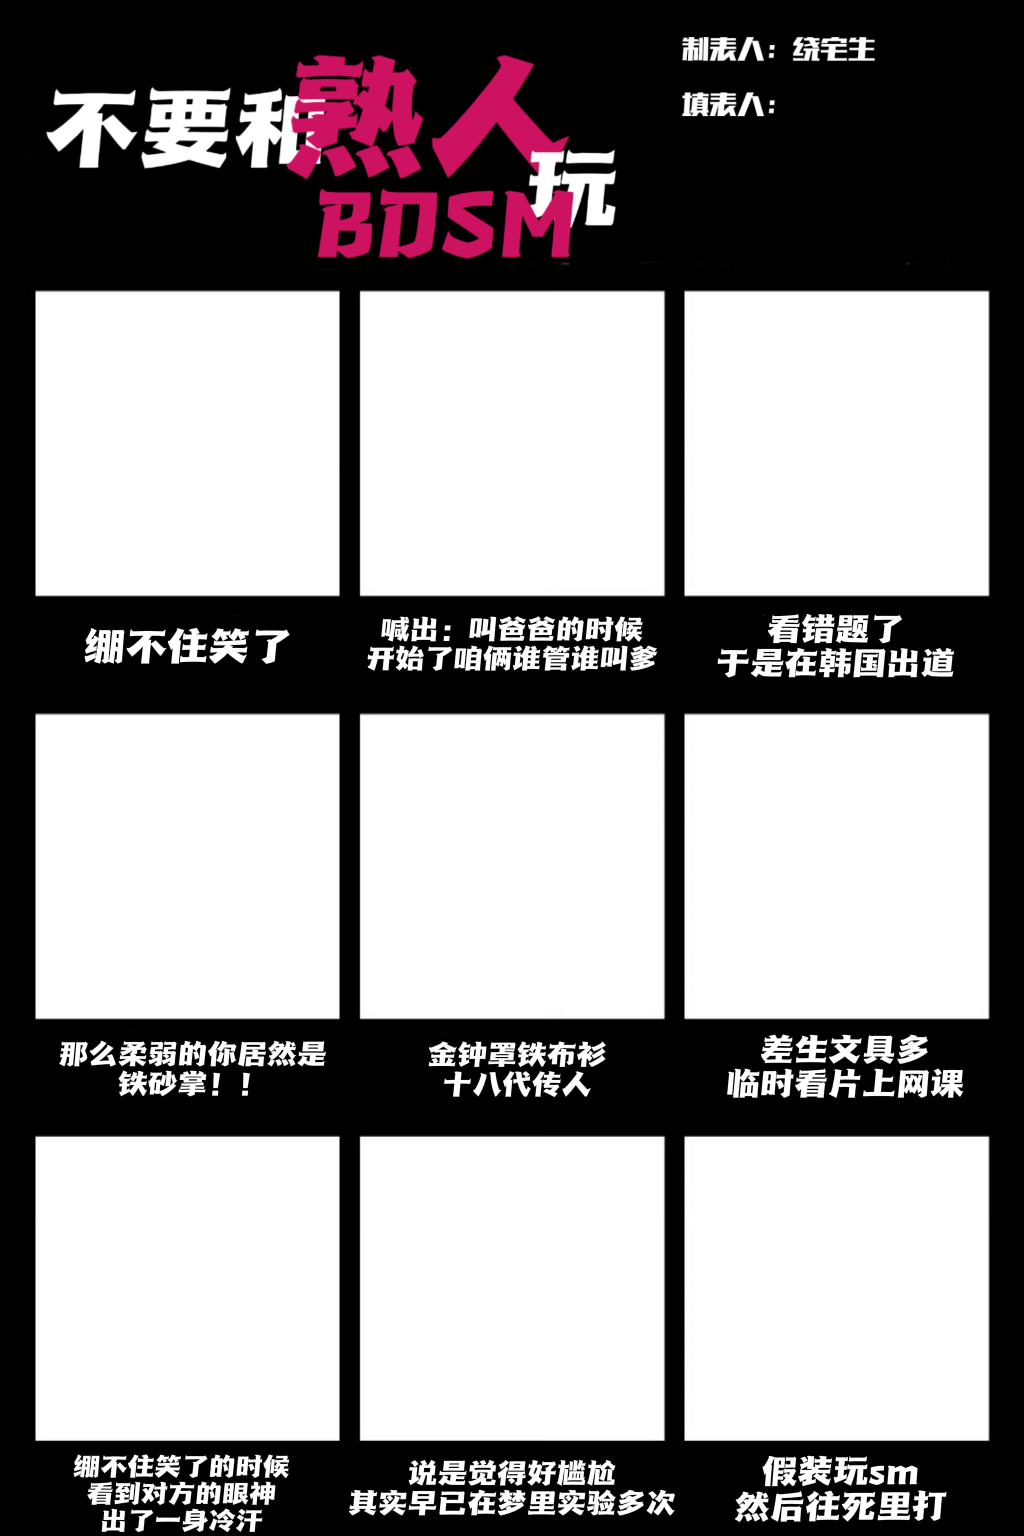 制表人：绕宅生
填表人：
不要和熟人玩
BDSM
绷不住笑了
喊出：叫爸爸的时候
开始了咱俩谁管谁叫爹
看错题了
于是在韩国出道
那么柔弱的你居然是
铁砂掌！！
金钟罩铁布衫
十八代传人
差生文具多
临时看片上网课
绷不住笑了的时候
看到对方的眼神
出了一身冷汗
说是觉得好尴尬
其实早已在梦里实验多次
假装玩sm
然后往死里打